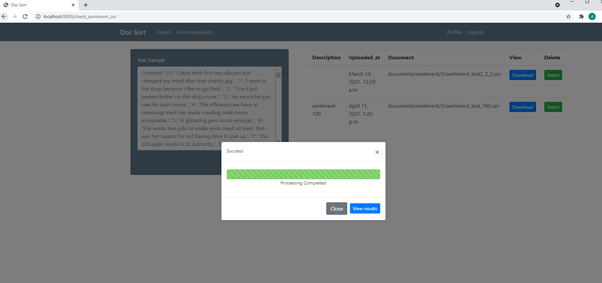 Doc Sort
localhost:8000/check_sentiment_csv
Doc Sort Forum Documentation Profile Logout
Text Sample
{'content': {'0': 'I liked their first two albums but
changed my mind after that charity gig.', '1': 'I went to
the shop because I like to go their.', '2': "Don't put
peanut butter on the dog's nose.", '3': 'He swore he just
saw his sushi move.', '4': 'The efficiency we have at
removing trash has made creating trash more
acceptable.', '5': 'A glittering gem is not enough.', '6':
'She works two jobs to make ends meet; at least, that
was her reason for not having time to join us.', '7': 'The
old apple revels in its authority.'
Description Uploaded_at Document View Delete
March 14,
2021, 12:29
a.m.
documents/sentiment/2/sentiment_test2_2_2.csv
Download
Select
sentiment
100
April 17,
2021, 1:20
p.m.
documents/sentiment/2/sentiment_test_100.csv
Download
Select
Success!
×
Processing Completed
Close
View results